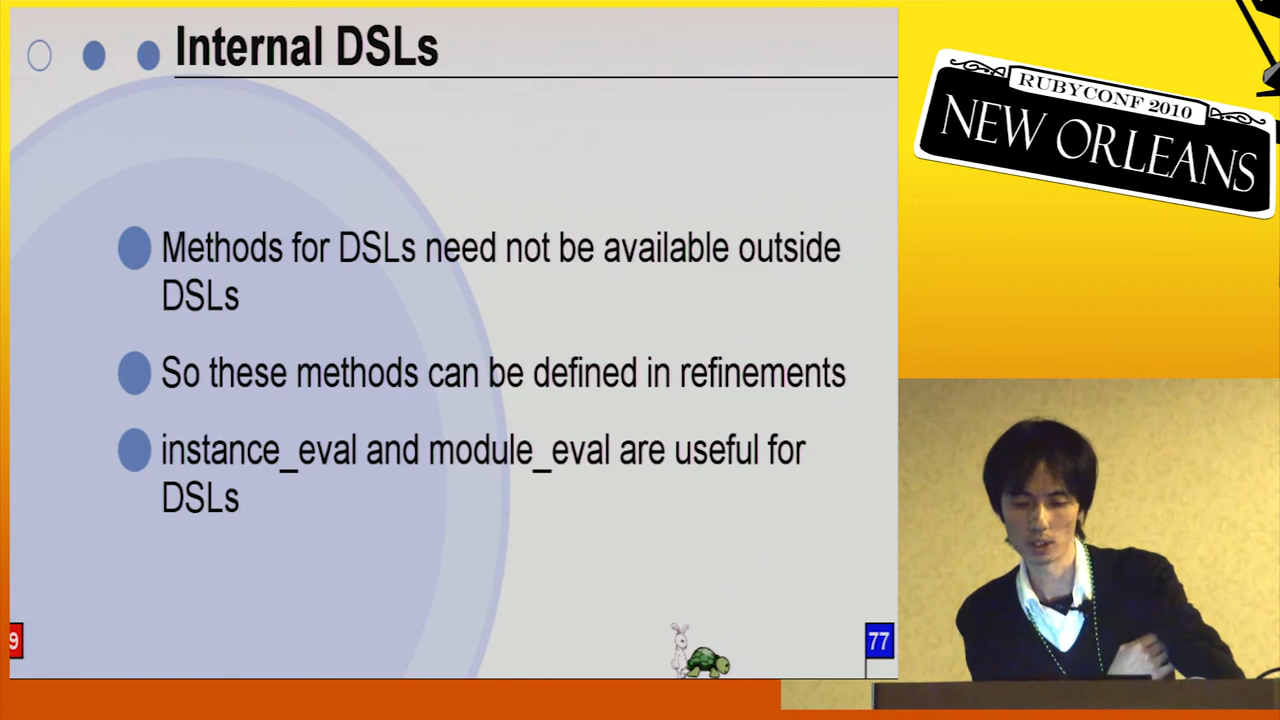 Internal DSLs
Methods for DSLs need not be available outside
DSLs
So these methods can be defined in refinements
instance_eval and module_eval are useful for
DSLs
9
77
RUBYCONF 2010
NEW ORLEANS